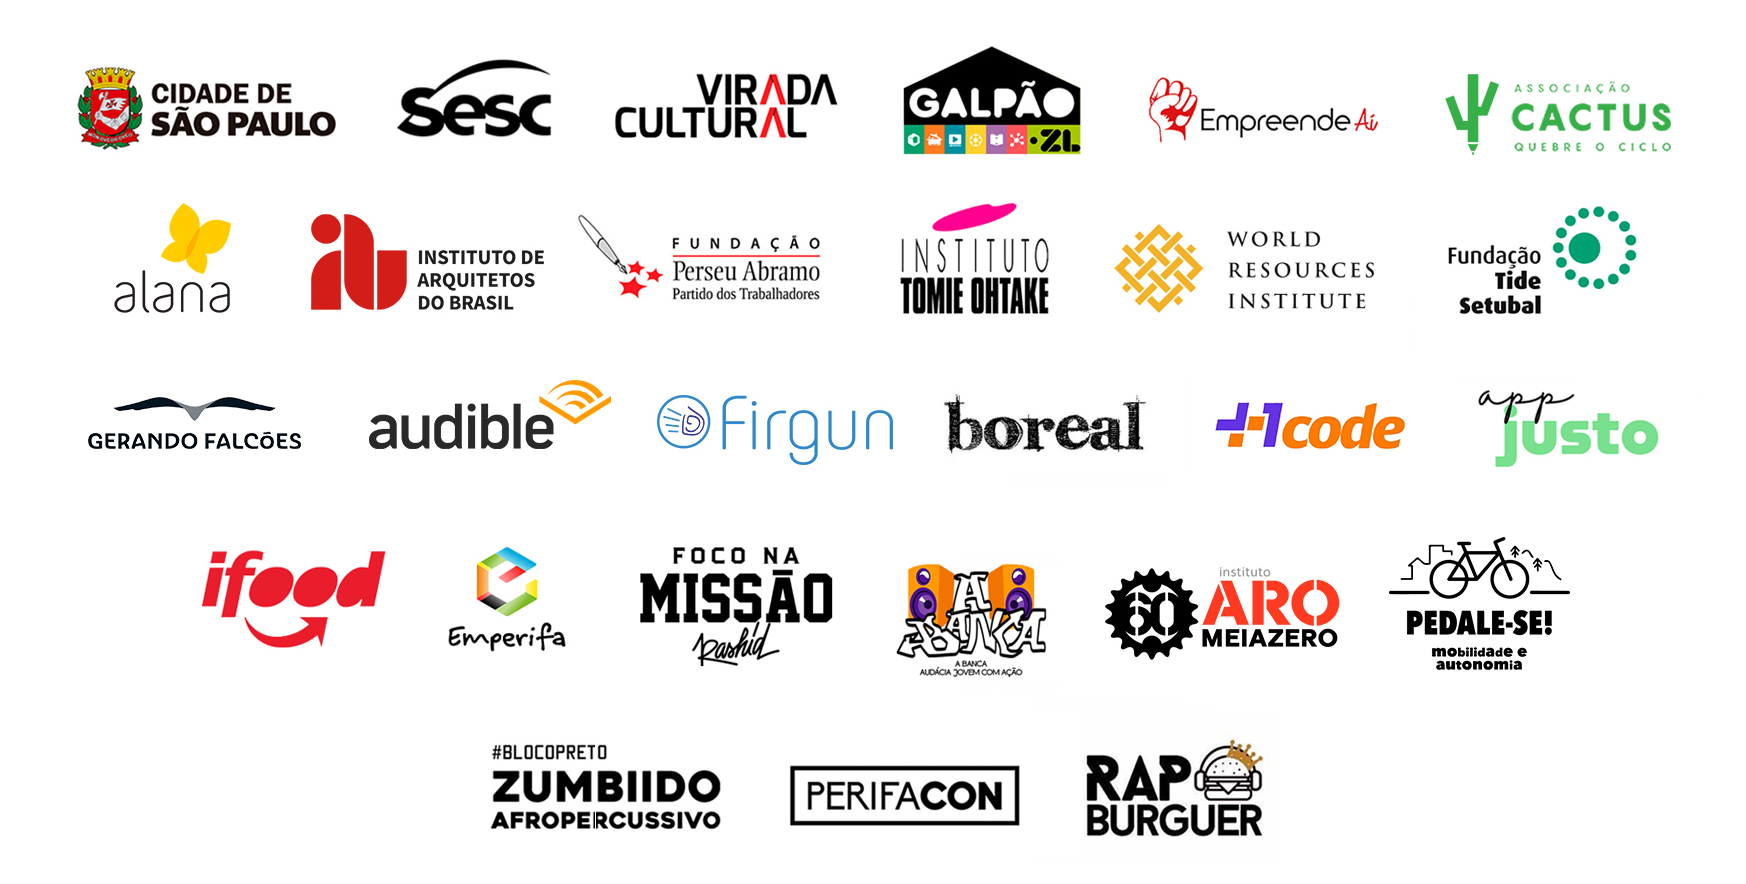 CIDADE DE
SÃO PAULO
Sesc
VIRADA
CULTURAL
GALPÃO
ZL
Empreende Aí
ASSOCIAÇÃO
CACTUS
QUEBRE O CICLO
alana
INSTITUTO DE
ARQUITETOS
DO BRASIL
FUNDAÇÃO
Perseu Abramo
Partido dos Trabalhadores
INSTITUTO
TOMIE OHTAKE
WORLD
RESOURCES
INSTITUTE
Fundação
Tide
Setubal
GERANDO FALCÕES
audible
Firgun
boreal
+1code
app
justo
ifood
Emperifa
FOCO NA
MISSÃO
Rashid
A
BANCA
A BANCA
AUDÁCIA JOVEM COM AÇÃO
60
instituto
ARO
MEIAZERO
PEDALE-SE!
mobilidade e
autonomia
#BLOCOPRETO
ZUMBIIDO
AFROPERCUSSIVO
PERIFACON
RAP
BURGUER